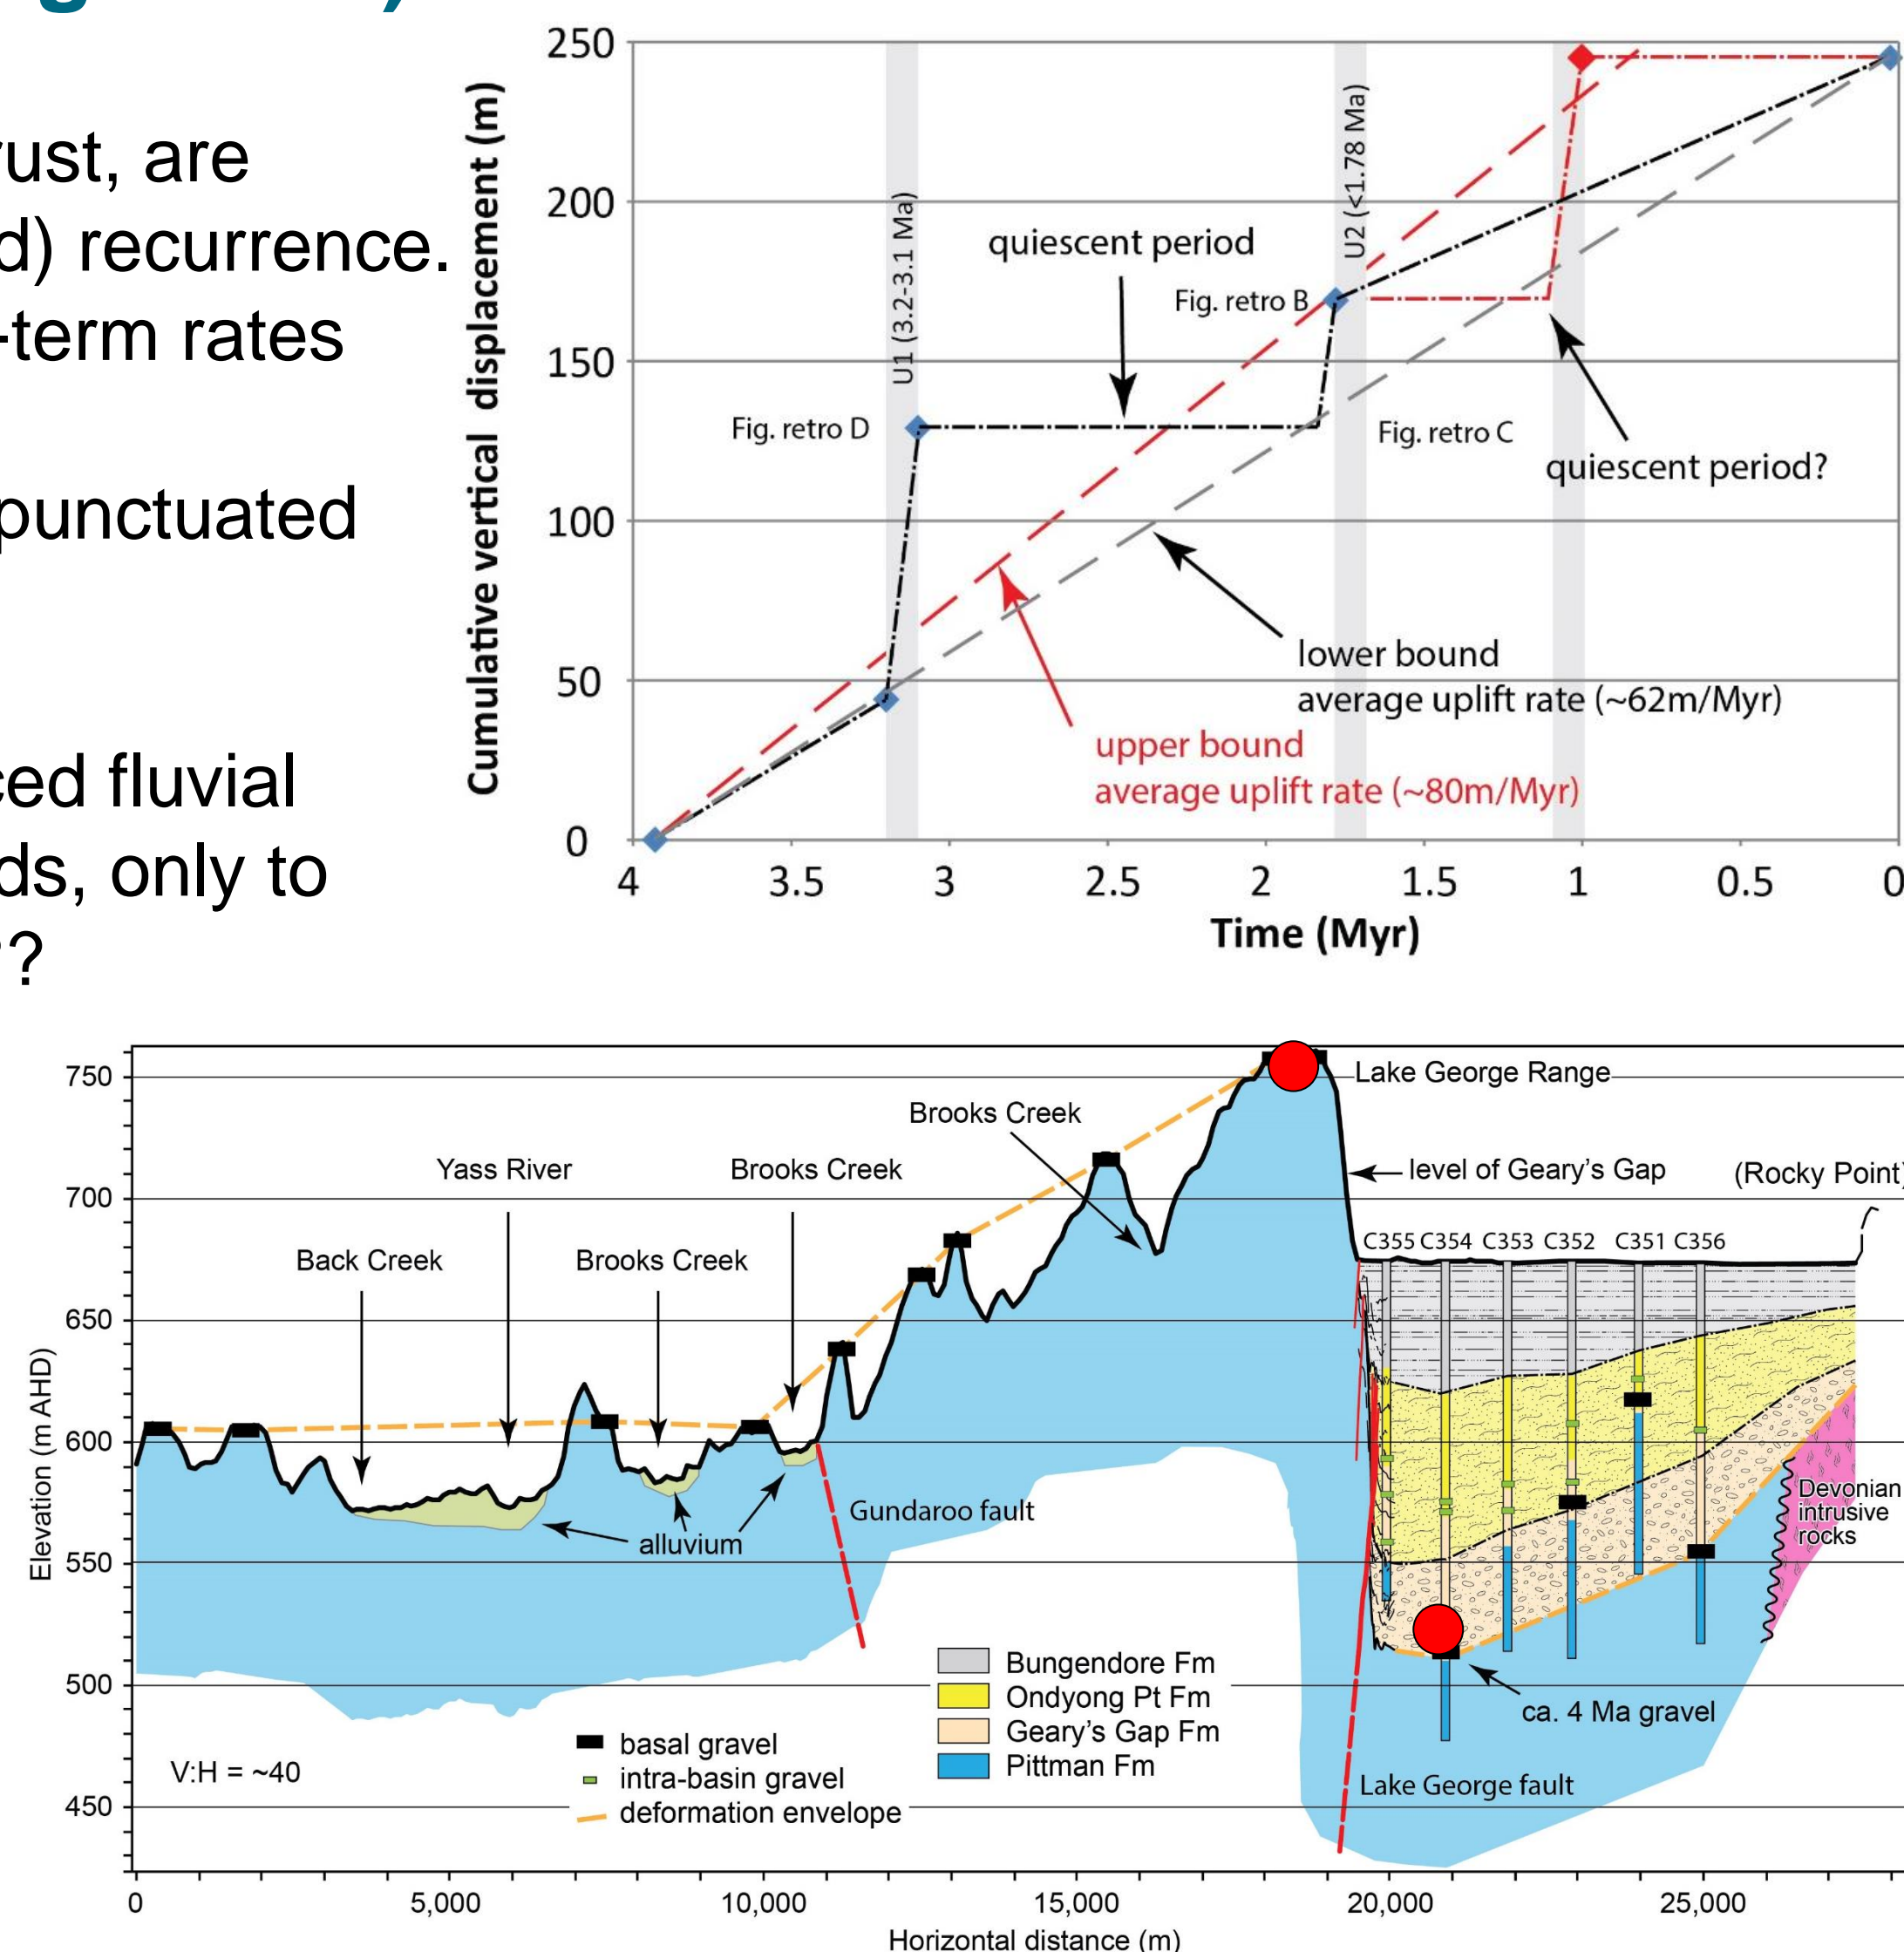 rust, are
d) recurrence.
-term rates
punctuated
ced fluvial
ds, only to
??
Cumulative vertical displacement (m)
250
200
150
100
50
0
4
3.5
3
2.5
2
1.5
1
0.5
0
Time (Myr)
U1 (3.2-3.1 Ma)
U2 (<1.78 Ma)
quiescent period
Fig. retro B
Fig. retro D
Fig. retro C
quiescent period?
lower bound
average uplift rate (~62m/Myr)
upper bound
average uplift rate (~80m/Myr)
Elevation (m AHD)
750
700
650
600
550
500
450
Lake George Range
Brooks Creek
Yass River
Brooks Creek
level of Geary's Gap
(Rocky Point)
Back Creek
Brooks Creek
C355 C354 C353 C352 C351 C356
Gundaroo fault
alluvium
Devonian
intrusive
rocks
Bungendore Fm
Ondyong Pt Fm
Geary's Gap Fm
Pittman Fm
ca. 4 Ma gravel
basal gravel
intra-basin gravel
deformation envelope
V:H = ~40
Lake George fault
0
5,000
10,000
15,000
20,000
25,000
Horizontal distance (m)